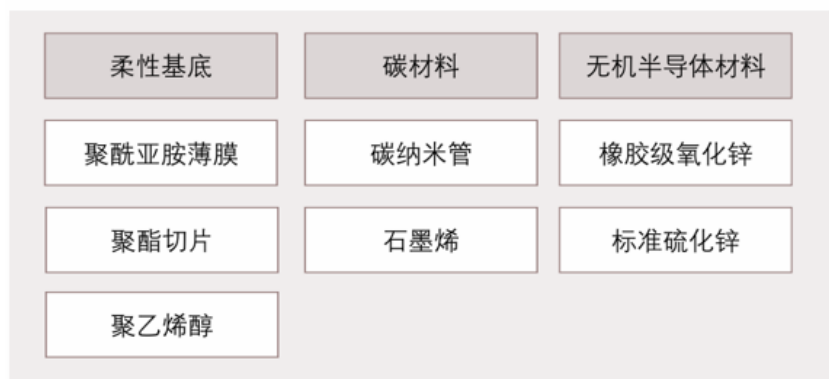 柔性基底
碳材料
无机半导体材料
聚酰亚胺薄膜
碳纳米管
橡胶级氧化锌
聚酯切片
石墨烯
标准硫化锌
聚乙烯醇